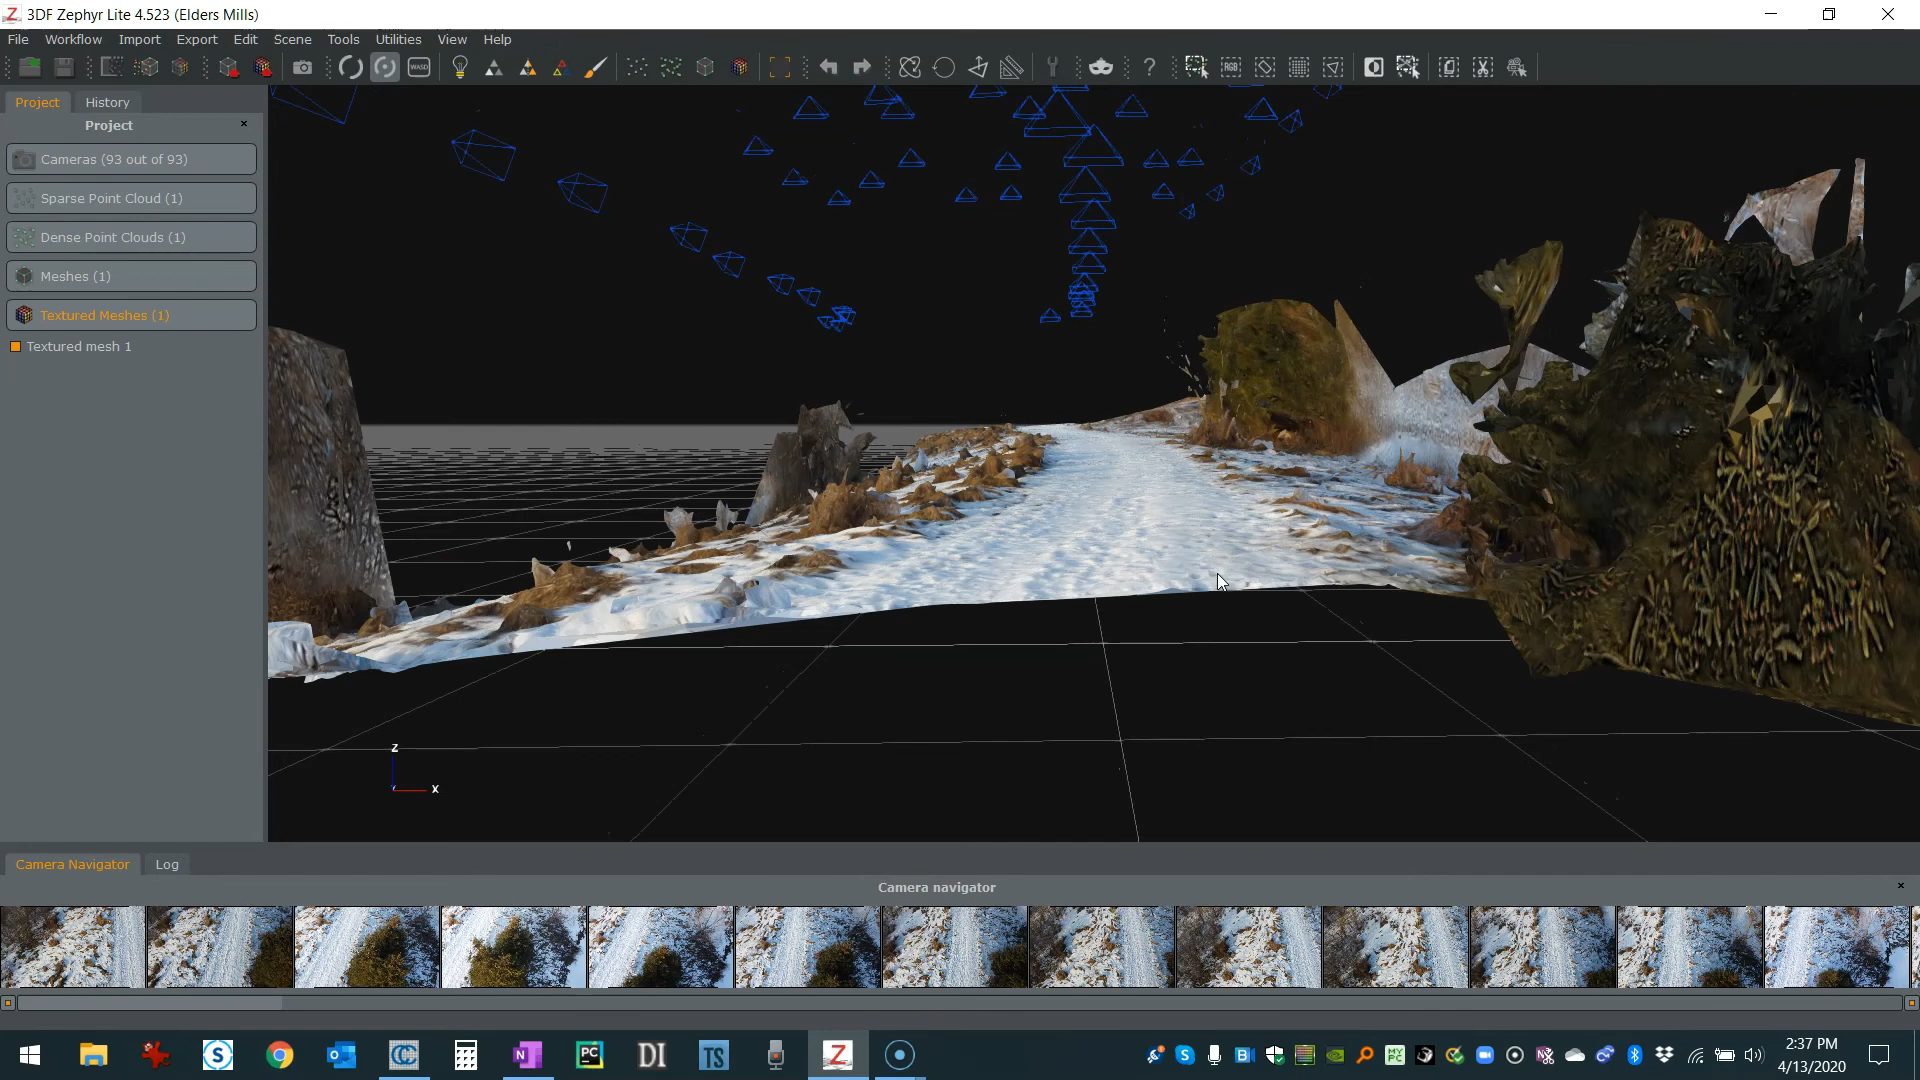 3DF Zephyr Lite 4.523 (Elders Mills)
File Workflow Import Export Edit Scene Tools Utilities View Help
WASD
RGB
Project History
Project
Cameras (93 out of 93)
Sparse Point Cloud (1)
Dense Point Clouds (1)
Meshes (1)
Textured Meshes (1)
Textured mesh 1
Z
X
Camera Navigator Log
Camera navigator
2:37 PM
4/13/2020